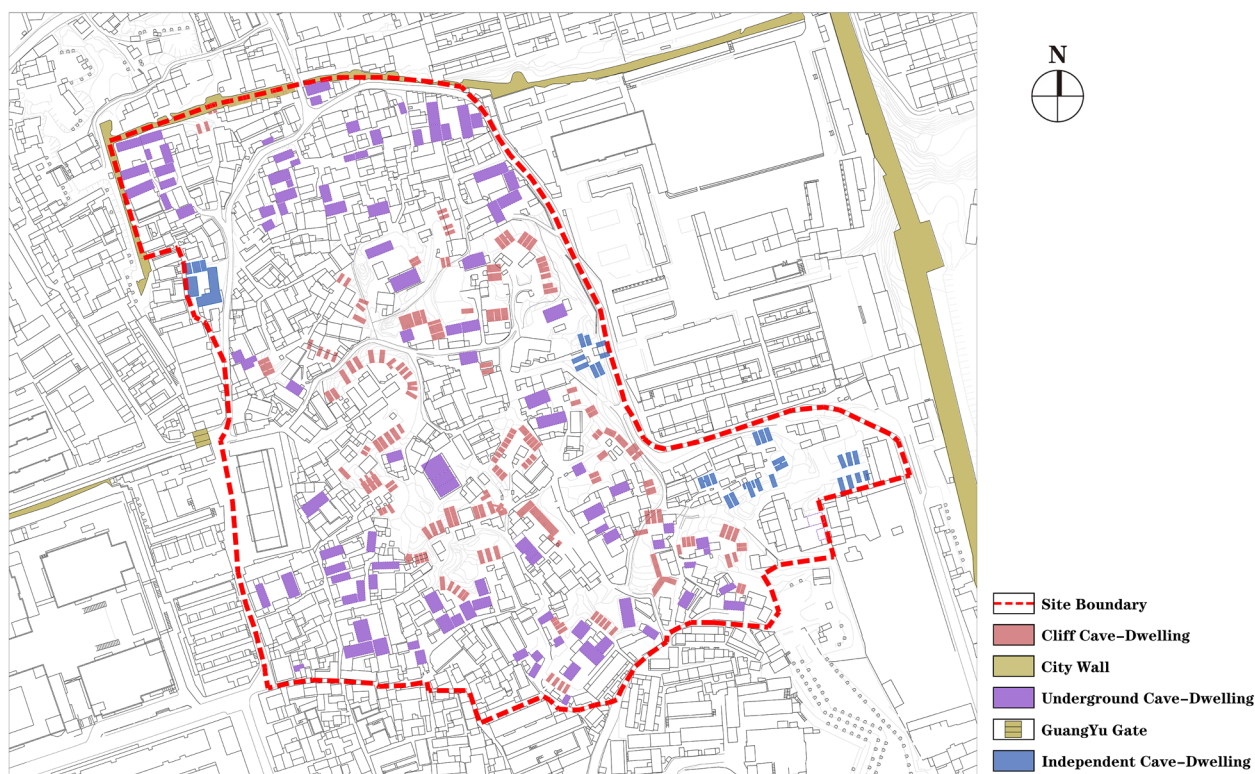 N
Site Boundary
Cliff Cave-Dwelling
City Wall
Underground Cave-Dwelling
GuangYu Gate
Independent Cave-Dwelling